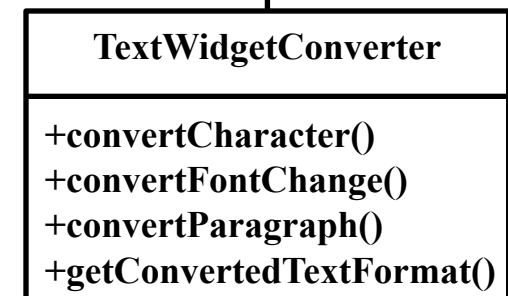 TextWidgetConverter
+convertCharacter()
+convertFontChange()
+convertParagraph()
+getConvertedTextFormat()